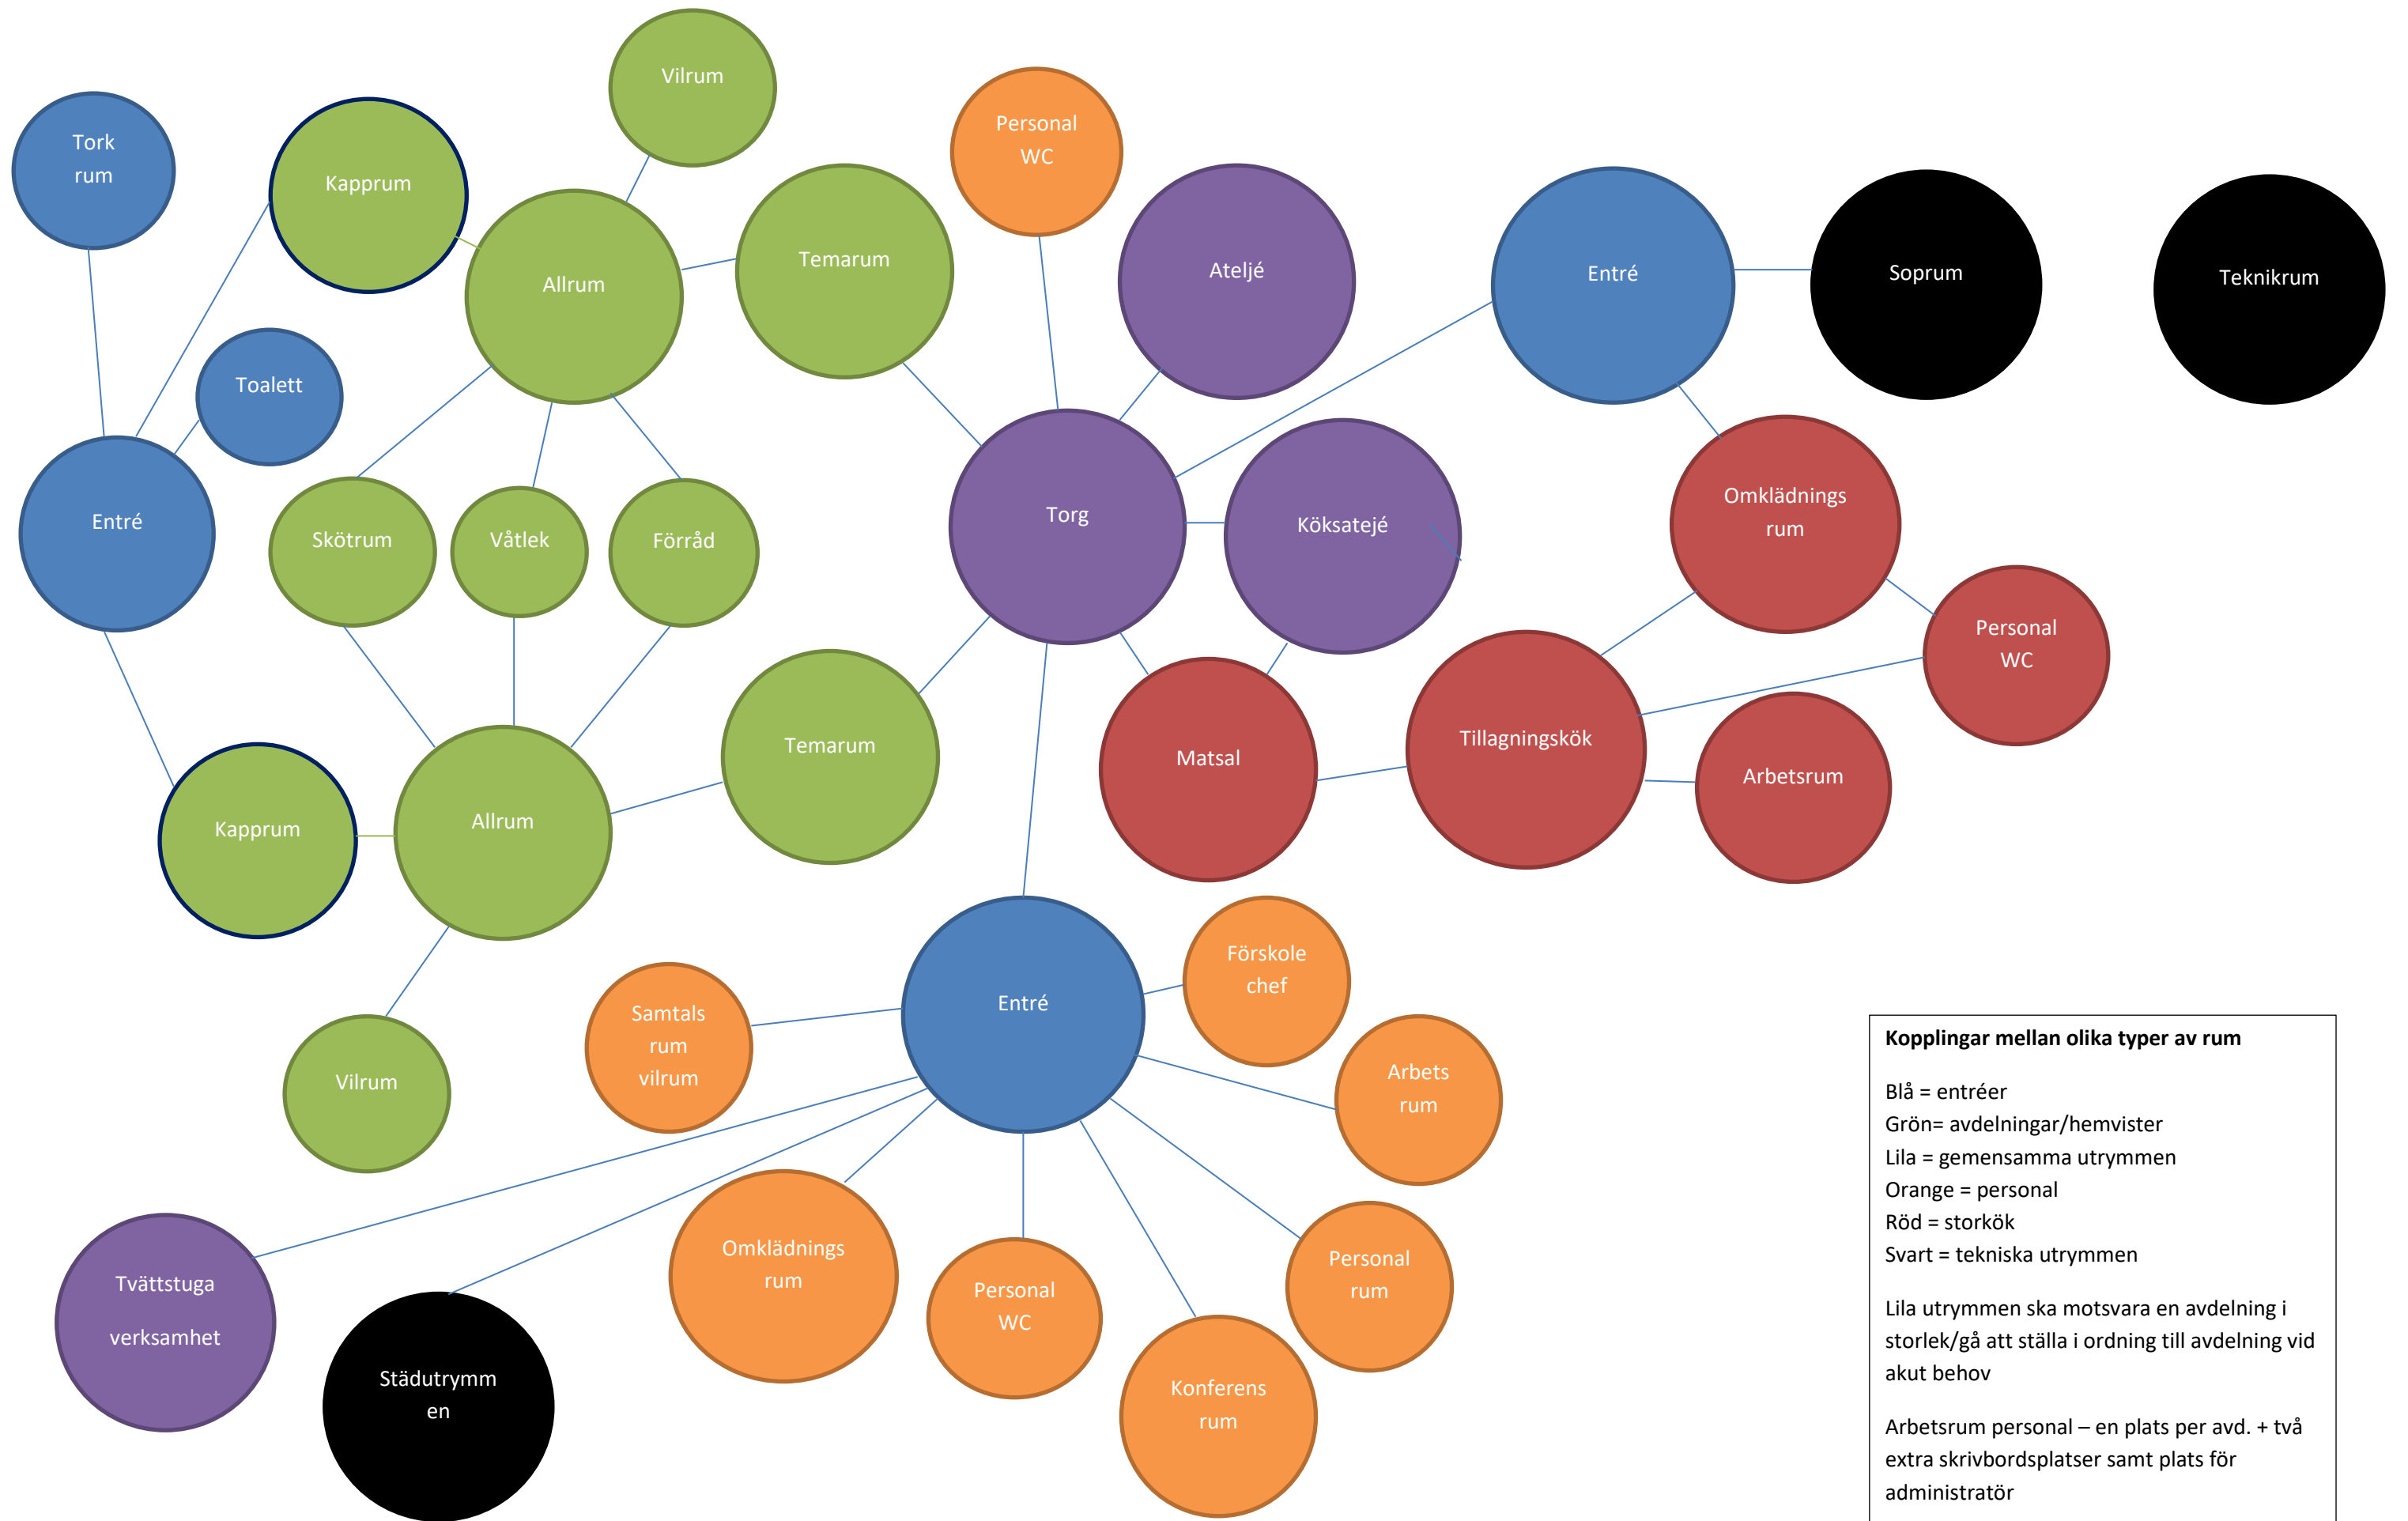 Vilrum
Tork
rum
Kapprum
Personal
WC
Temarum
Allrum
Ateljé
Entré
Soprum
Teknikrum
Toalett
Entré
Skötrum
Våtlek
Förråd
Torg
Köksatejé
Omklädnings
rum
Personal
WC
Temarum
Matsal
Tillagningskök
Arbetsrum
Kapprum
Allrum
Förskole
chef
Entré
Samtals
rum
vilrum
Vilrum
Arbets
rum
Omklädnings
rum
Personal
WC
Personal
rum
Konferens
rum
Tvättstuga
verksamhet
Städutrymm
en
Kopplingar mellan olika typer av rum
Blå = entréer
Grön= avdelningar/hemvister
Lila = gemensamma utrymmen
Orange = personal
Röd = storkök
Svart = tekniska utrymmen
Lila utrymmen ska motsvara en avdelning i
storlek/gå att ställa i ordning till avdelning vid
akut behov
Arbetsrum personal – en plats per avd. + två
extra skrivbordsplatser samt plats för
administratör